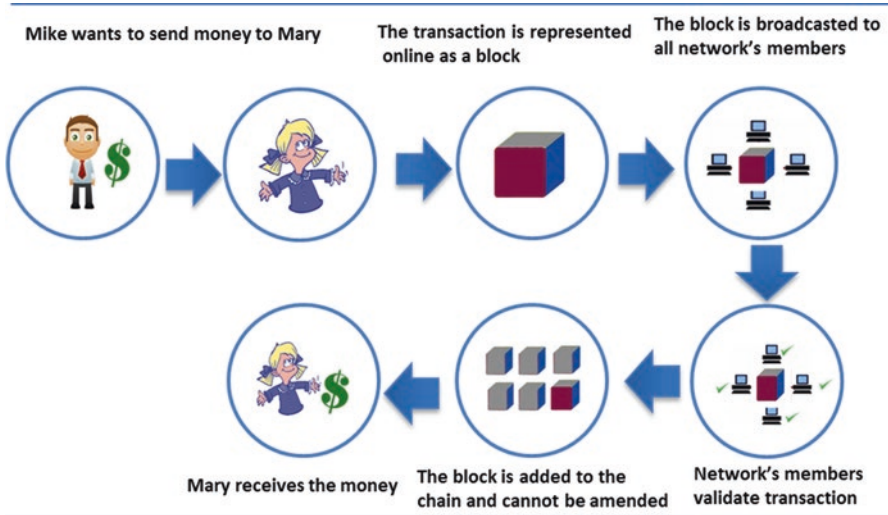 Mike wants to send money to Mary
The transaction is represented
online as a block
The block is broadcasted to
all network's members
$
$
Mary receives the money
The block is added to the
chain and cannot be amended
Network's members
validate transaction